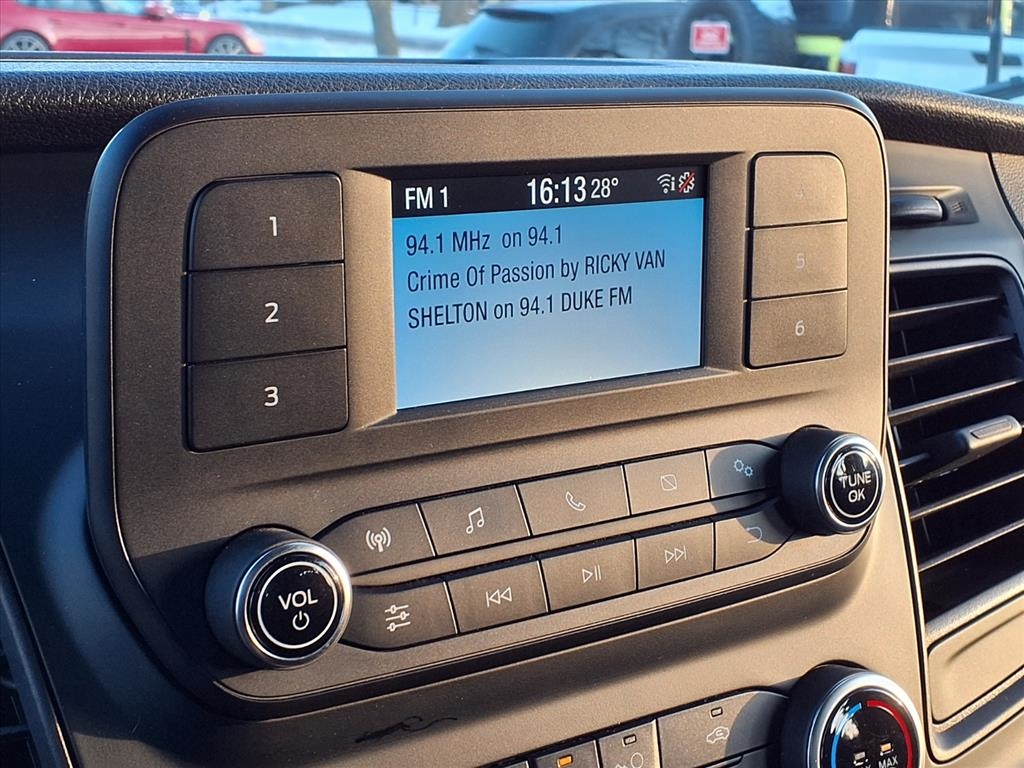 FM 1 16:13 28°
94.1 MHz on 94.1
Crime Of Passion by RICKY VAN
SHELTON on 94.1 DUKE FM
1
2
3
4
5
6
TUNE
OK
VOL
MAX